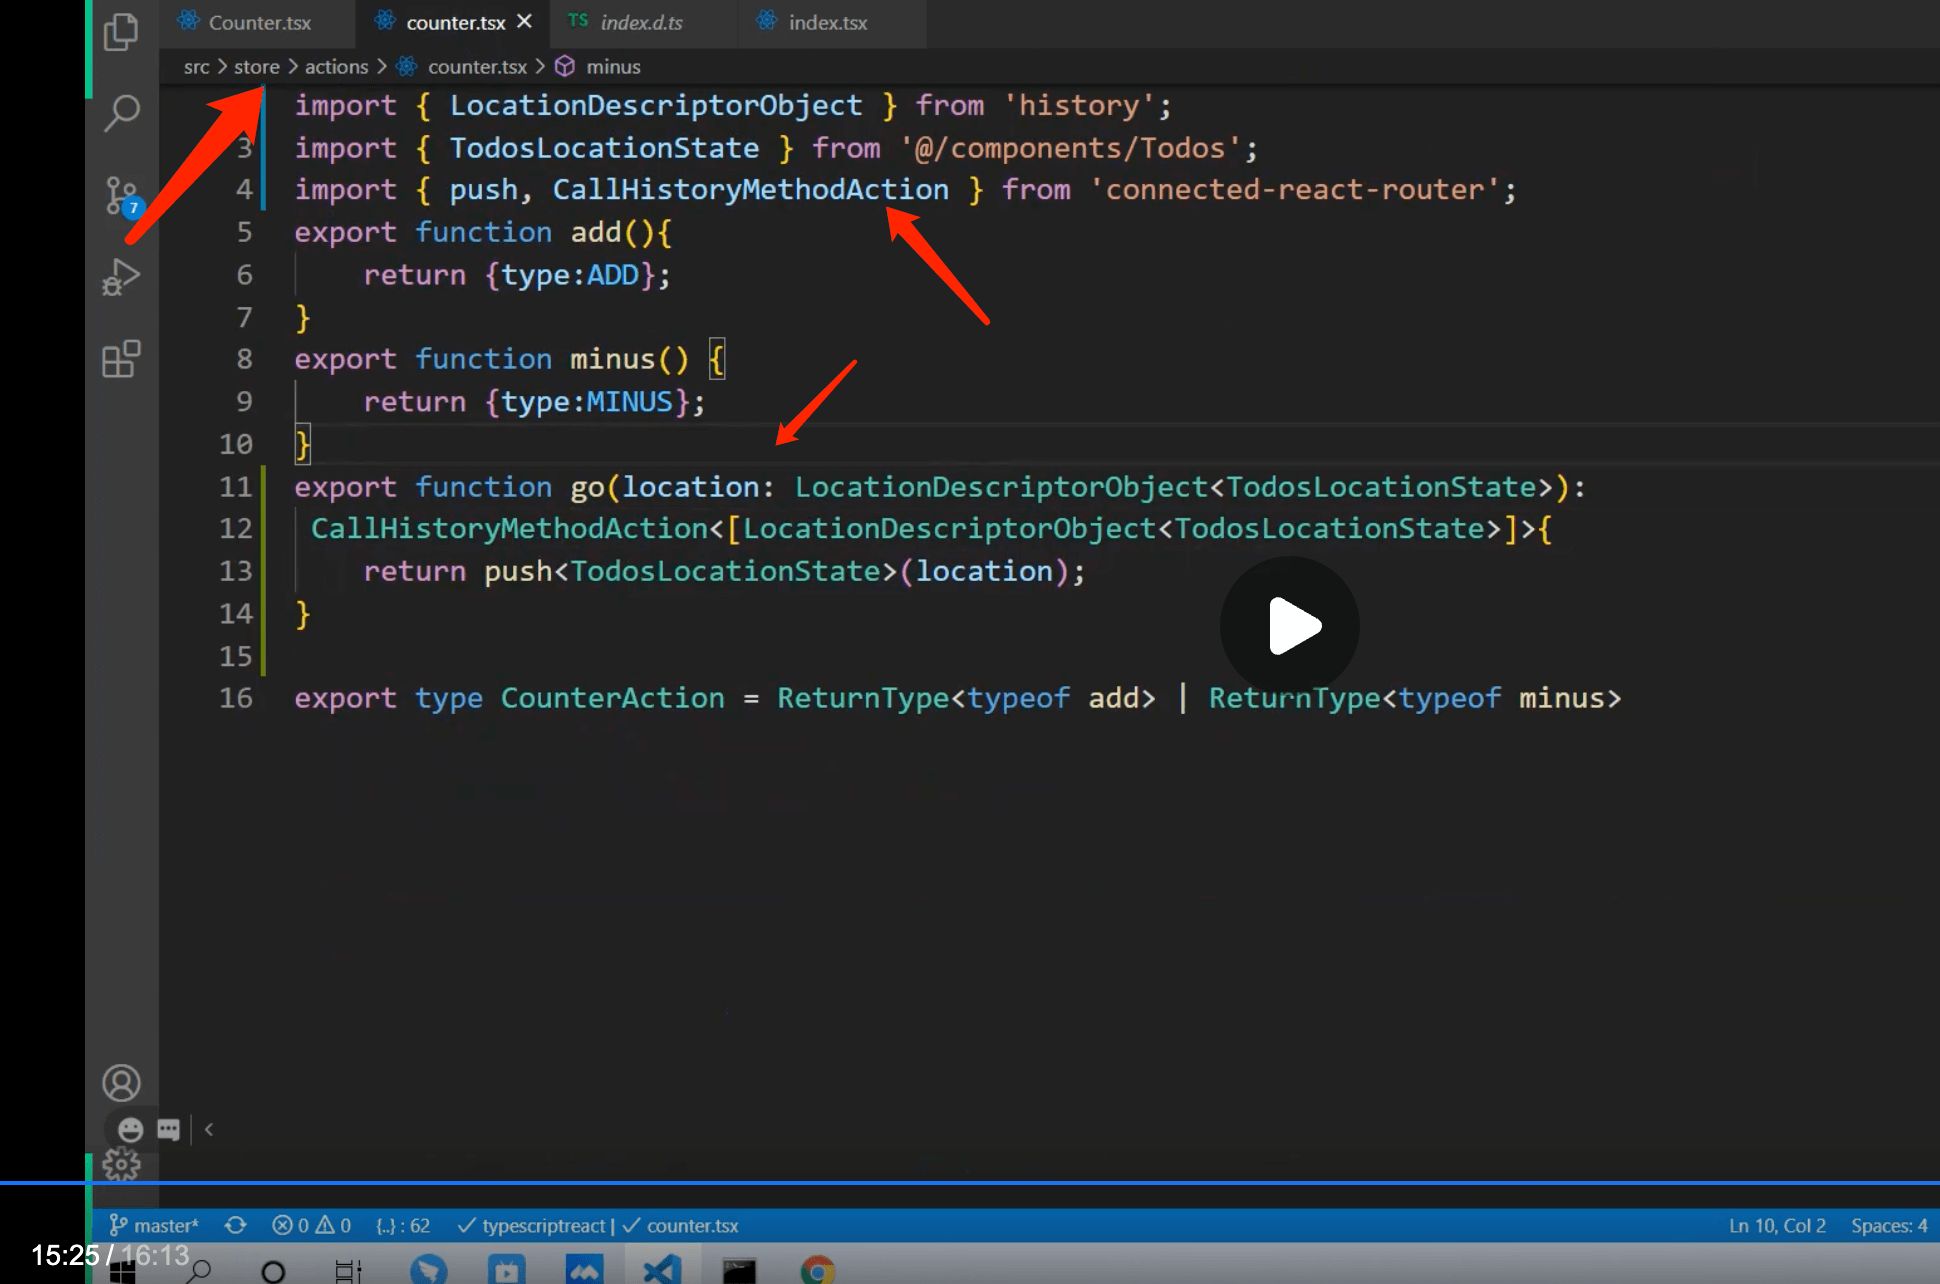 Counter.tsx
counter.tsx
TS index.d.ts
index.tsx
src > store > actions > counter.tsx > minus
import { LocationDescriptorObject } from 'history';
3 import { TodosLocationState } from '@/components/Todos';
4 import { push, CallHistoryMethodAction } from 'connected-react-router';
5 export function add(){
6 return {type:ADD};
7 }
8 export function minus() {
9 return {type:MINUS};
10 }
11 export function go(location: LocationDescriptorObject<TodosLocationState>):
12 CallHistoryMethodAction<[LocationDescriptorObject<TodosLocationState>]>{
13 return push<TodosLocationState>(location);
14 }
15
16 export type CounterAction = ReturnType<typeof add> | ReturnType<typeof minus>
7
master* 0 0 {..} : 62 typescriptreact | counter.tsx Ln 10, Col 2 Spaces: 4
15:25 / 16:13